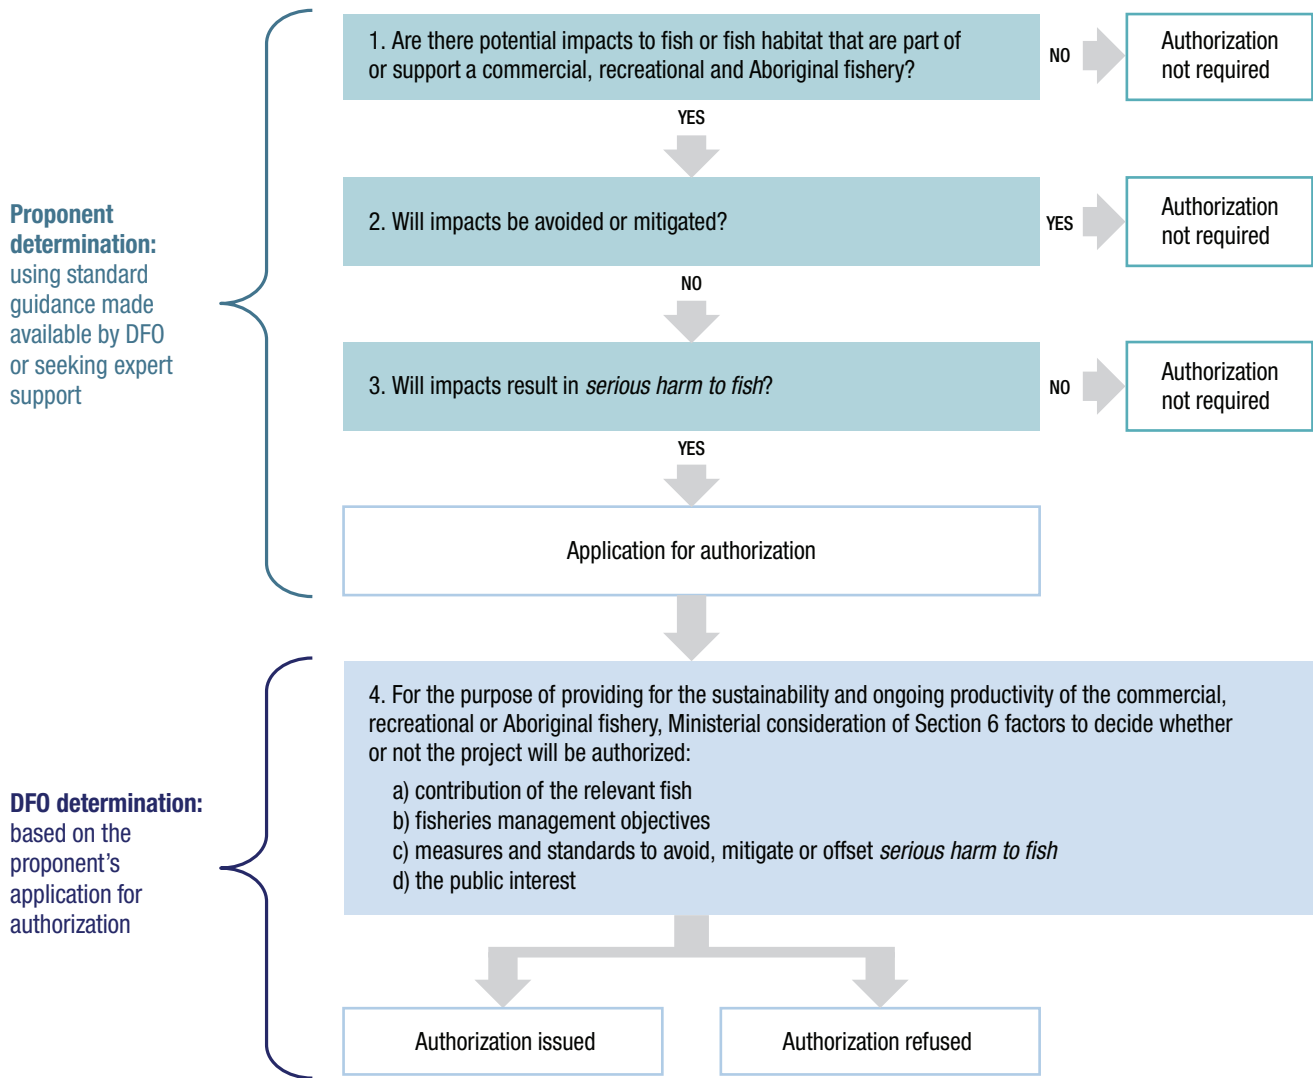 1. Are there potential impacts to fish or fish habitat that are part of
or support a commercial, recreational and Aboriginal fishery?
NO
Authorization
not required
YES
Proponent
determination:
using standard
guidance made
available by DFO
or seeking expert
support
2. Will impacts be avoided or mitigated?
YES
Authorization
not required
NO
3. Will impacts result in serious harm to fish?
NO
Authorization
not required
YES
Application for authorization
DFO determination:
based on the
proponent’s
application for
authorization
4. For the purpose of providing for the sustainability and ongoing productivity of the commercial,
recreational or Aboriginal fishery, Ministerial consideration of Section 6 factors to decide whether
or not the project will be authorized:
a) contribution of the relevant fish
b) fisheries management objectives
c) measures and standards to avoid, mitigate or offset serious harm to fish
d) the public interest
Authorization issued
Authorization refused